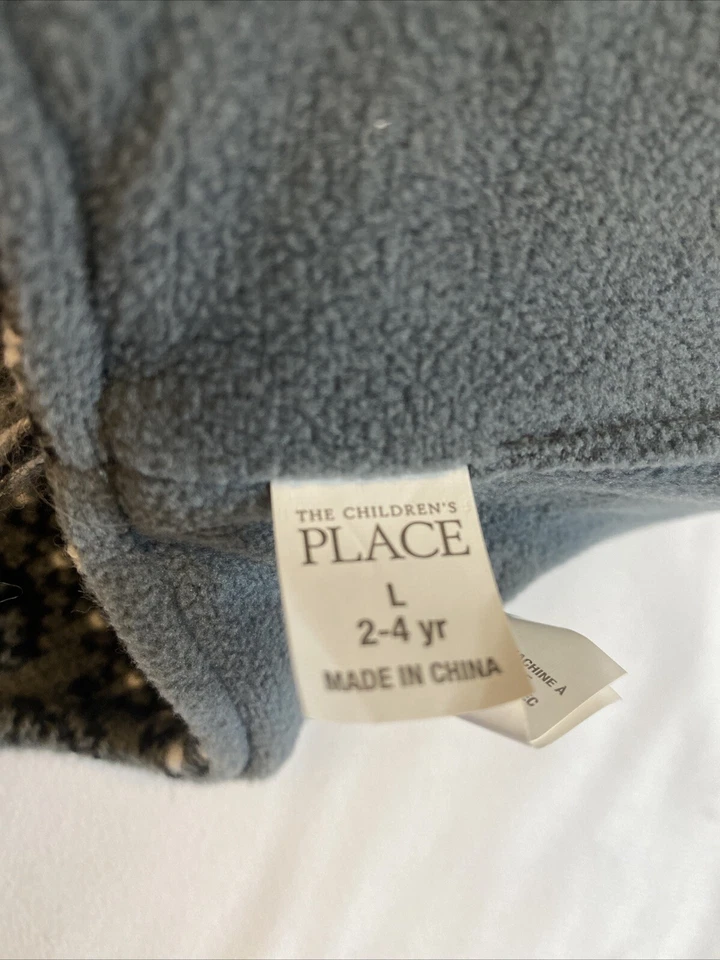 THE CHILDREN'S
PLACE
L
2-4 yr
MADE IN CHINA